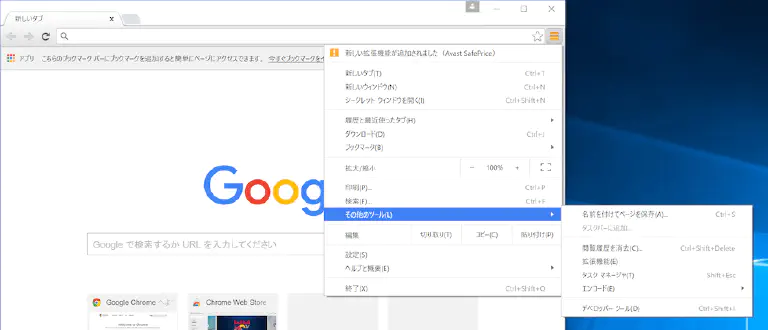 新しいタブ
アプリ こちらのブックマーク バーにブックマークを追加すると簡単にページにアクセスできます。 今すぐブックマークをイ
新しい拡張機能が追加されました (Avast SafePrice)
新しいタブ(T) Ctrl+T
新しいウィンドウ(N) Ctrl+N
シークレット ウィンドウを開く(I) Ctrl+Shift+N
履歴と最近使ったタブ(H)
ダウンロード(D) Ctrl+J
ブックマーク(B)
拡大/縮小 － 100% +
印刷(P)... Ctrl+P
検索(F)... Ctrl+F
その他のツール(L)
編集 切り取り(T) コピー(C) 貼り付け(P)
設定(S)
ヘルプと概要(E)
終了(X) Ctrl+Shift+Q
名前を付けてページを保存(A)... Ctrl+S
タスクバーに追加...
閲覧履歴を消去(C)... Ctrl+Shift+Delete
拡張機能(E)
タスク マネージャ(T) Shift+Esc
エンコード(E)
デベロッパー ツール(D) Ctrl+Shift+I
Goog
Google で検索するか URL を入力してください
Google Chrome へよ
Chrome Web Store